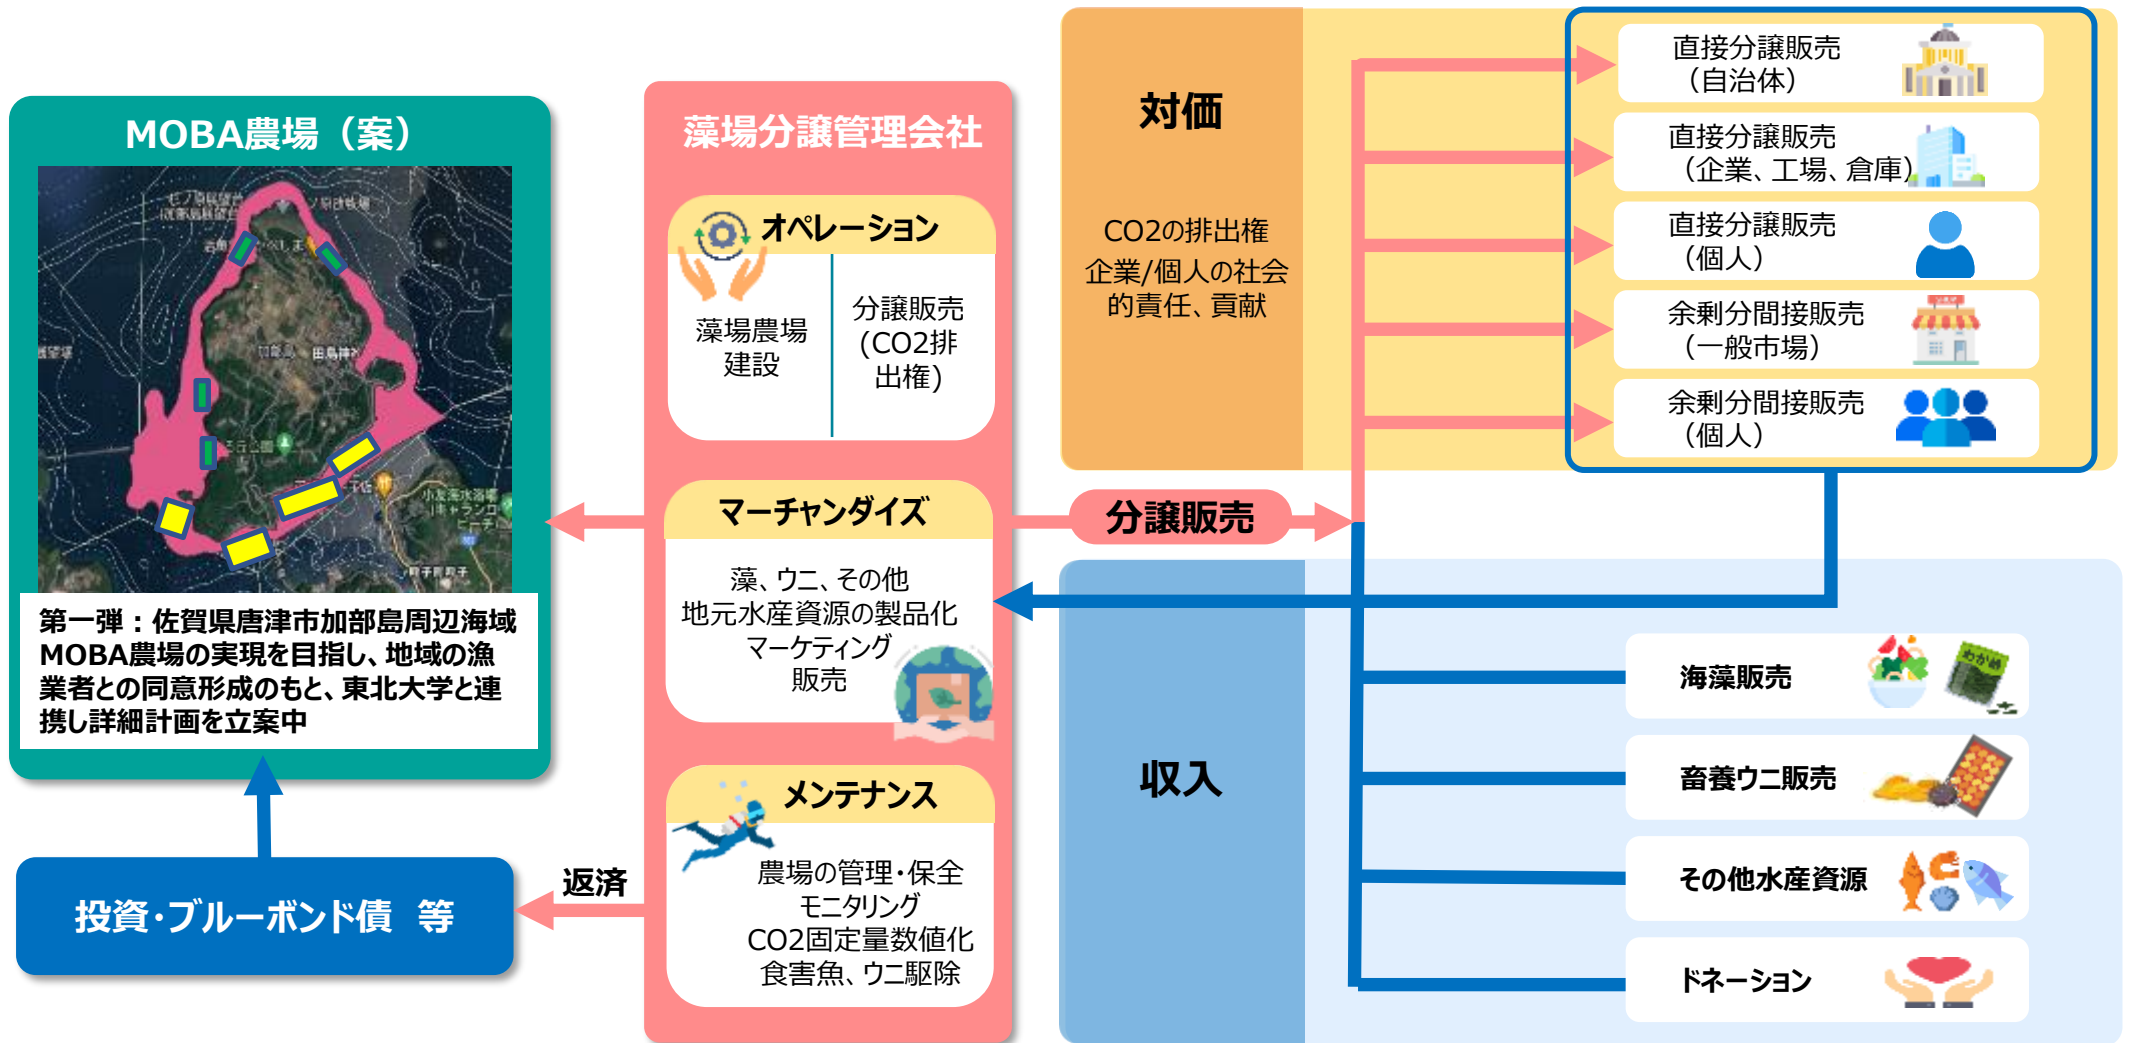 MOBA農場（案）
田島神社
第一弾：佐賀県唐津市加部島周辺海域
MOBA農場の実現を目指し、地域の漁
業者との同意形成のもと、東北大学と連
携し詳細計画を立案中
投資・ブルーボンド債 等
返済
藻場分譲管理会社
オペレーション
藻場農場
建設
分譲販売
(CO2排
出権)
マーチャンダイズ
藻、ウニ、その他
地元水産資源の製品化
マーケティング
販売
メンテナンス
農場の管理・保全
モニタリング
CO2固定量数値化
食害魚、ウニ駆除
分譲販売
対価
CO2の排出権
企業/個人の社会
的責任、貢献
直接分譲販売
（自治体）
直接分譲販売
（企業、工場、倉庫）
直接分譲販売
（個人）
余剰分間接販売
（一般市場）
余剰分間接販売
（個人）
収入
海藻販売
わかめ
畜養ウニ販売
その他水産資源
ドネーション